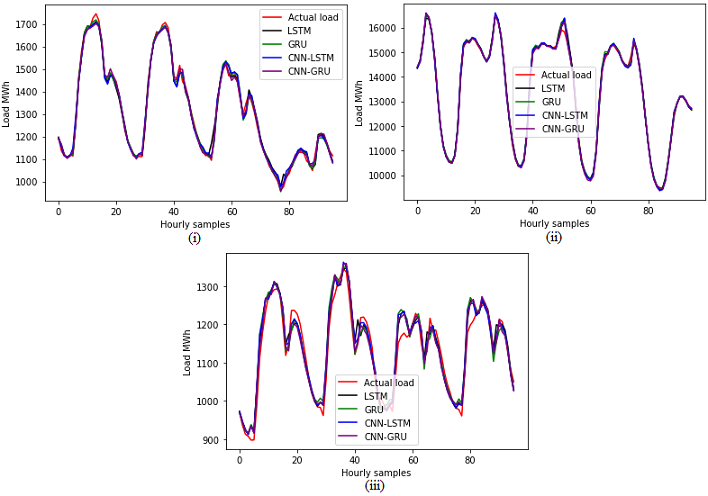 1700
1600
1500
1400
1300
1200
1100
1000
Load MWh
Actual load
LSTM
GRU
CNN-LSTM
CNN-GRU
0
20
40
60
80
Hourly samples
(i)
16000
15000
14000
13000
12000
11000
10000
Load MWh
Actual load
LSTM
GRU
CNN-LSTM
CNN-GRU
0
20
40
60
80
Hourly samples
(ii)
1300
1200
1100
1000
900
Load MWh
Actual load
LSTM
GRU
CNN-LSTM
CNN-GRU
0
20
40
60
80
Hourly samples
(iii)